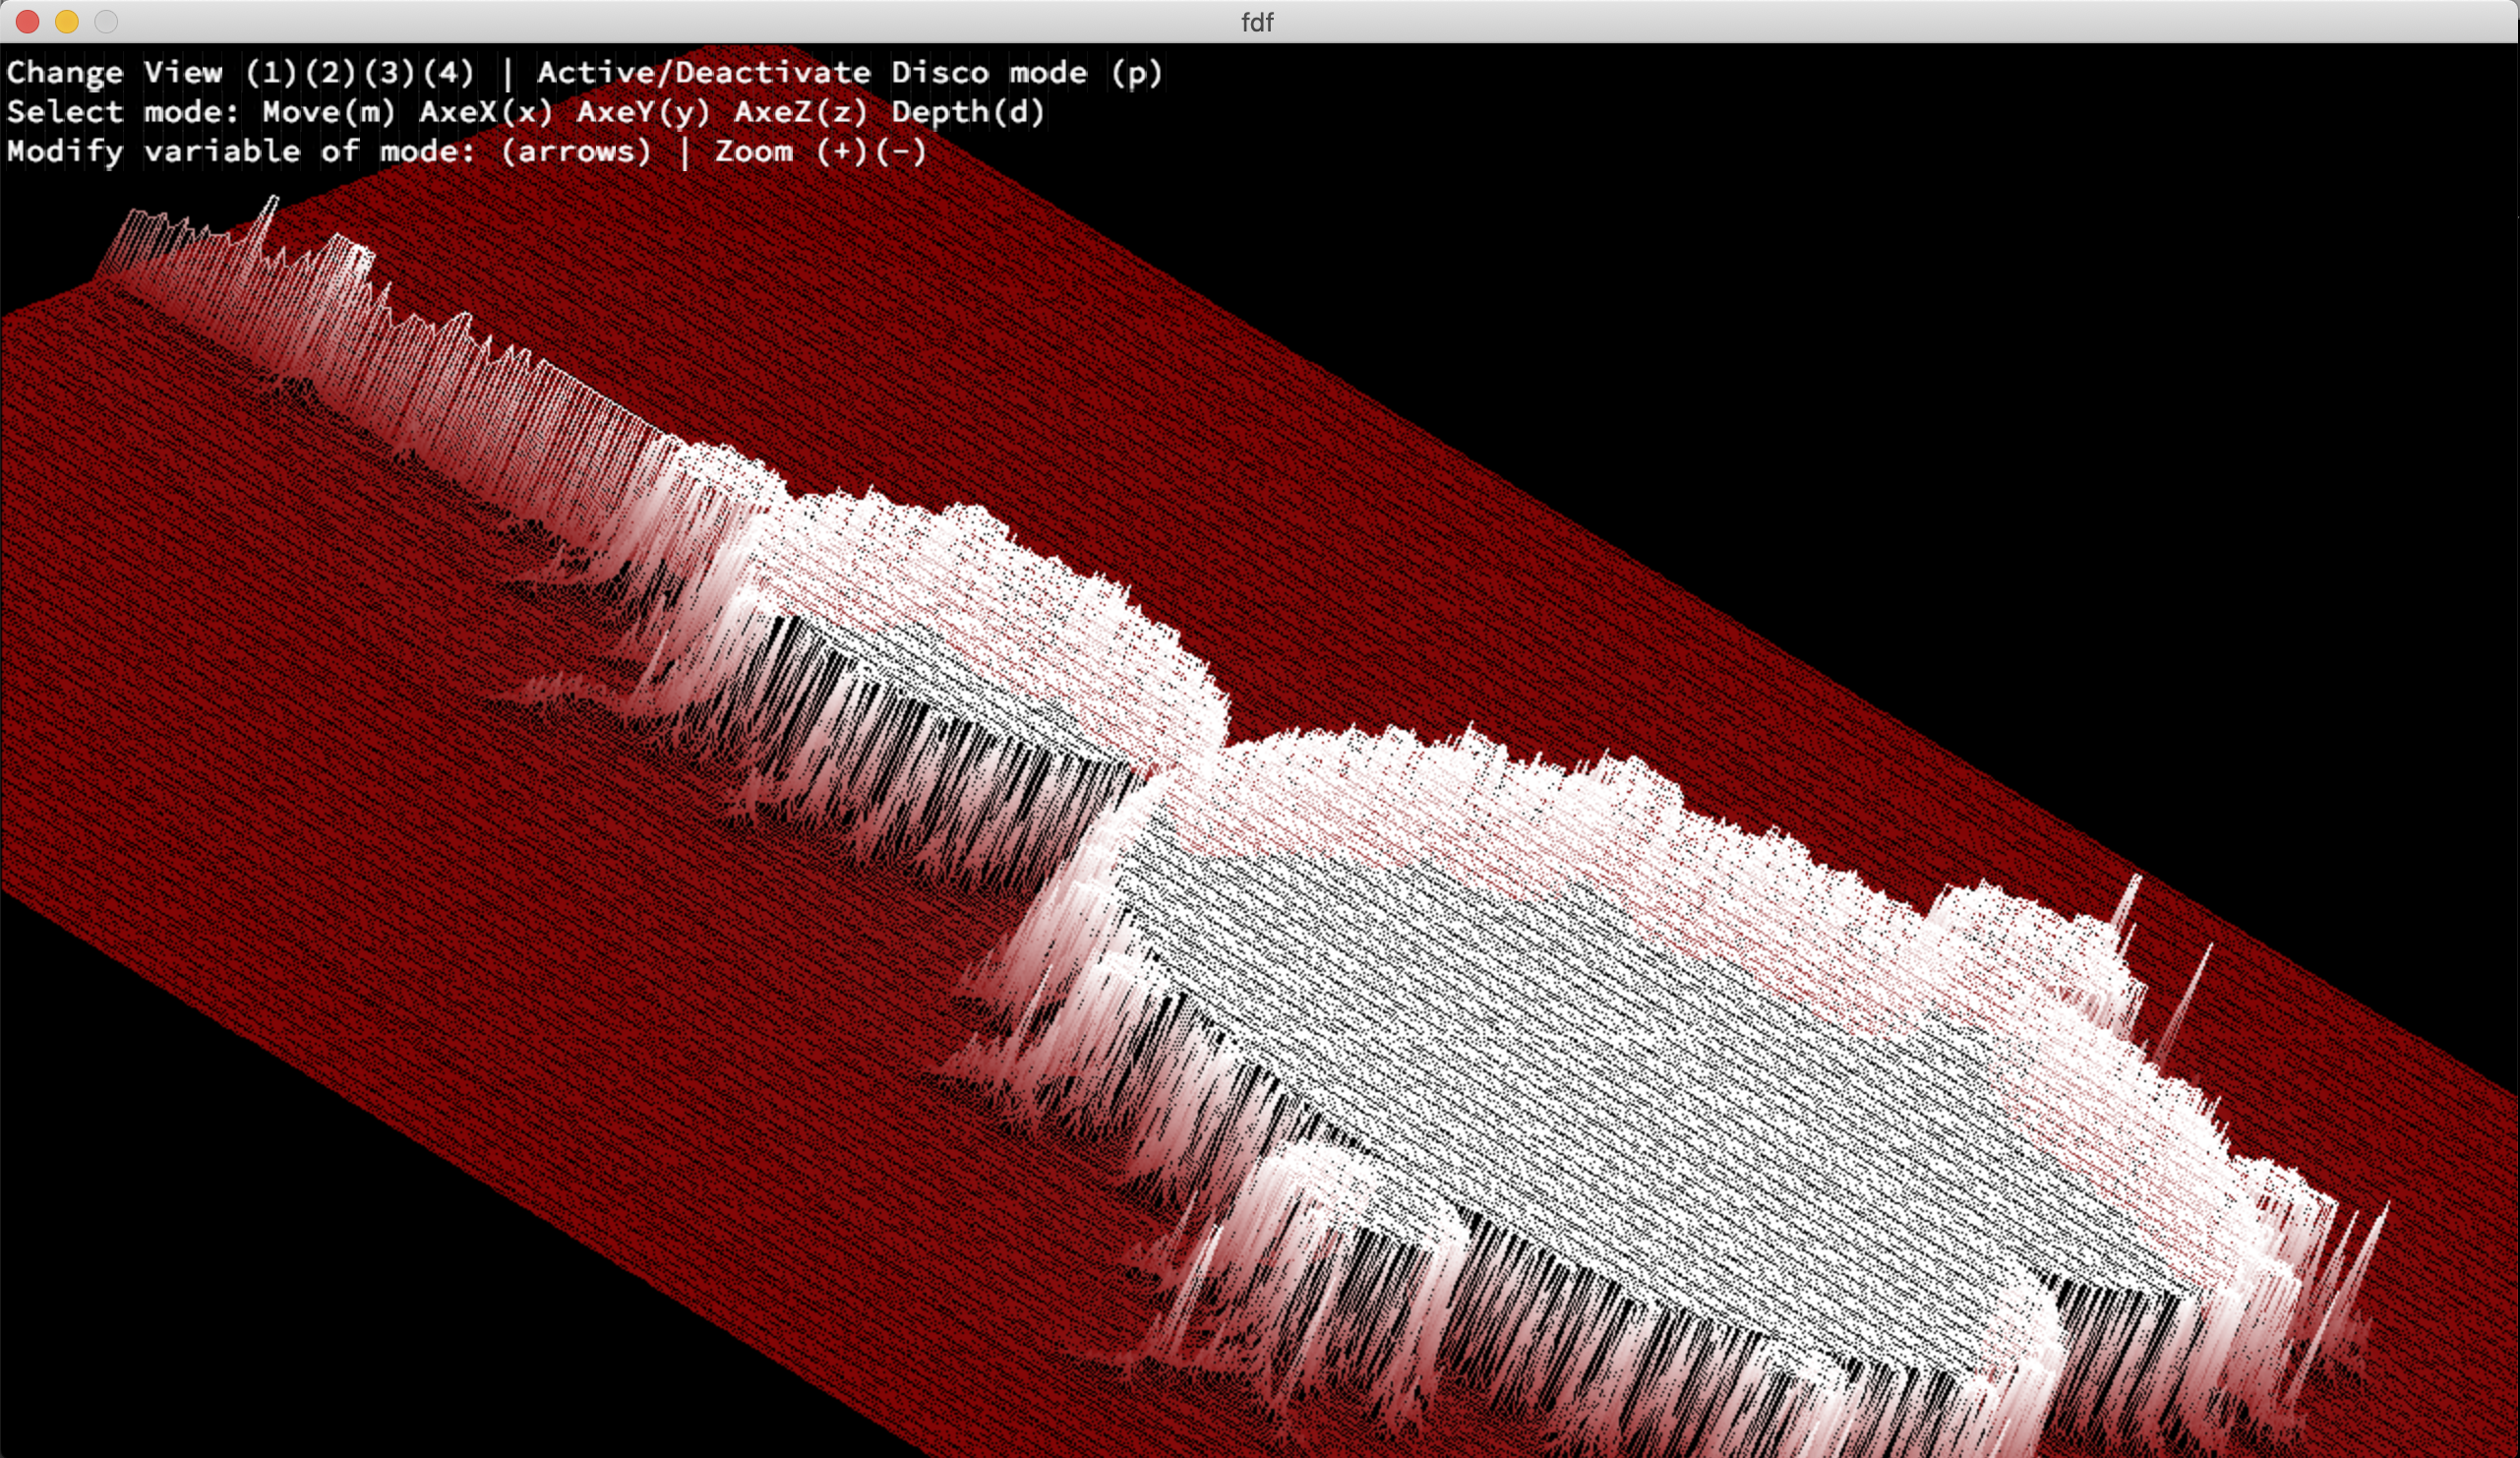 fdf
Change View (1)(2)(3)(4) | Active/Deactivate Disco mode (p)
Select mode: Move(m) AxeX(x) AxeY(y) AxeZ(z) Depth(d)
Modify variable of mode: (arrows) | Zoom (+)(-)